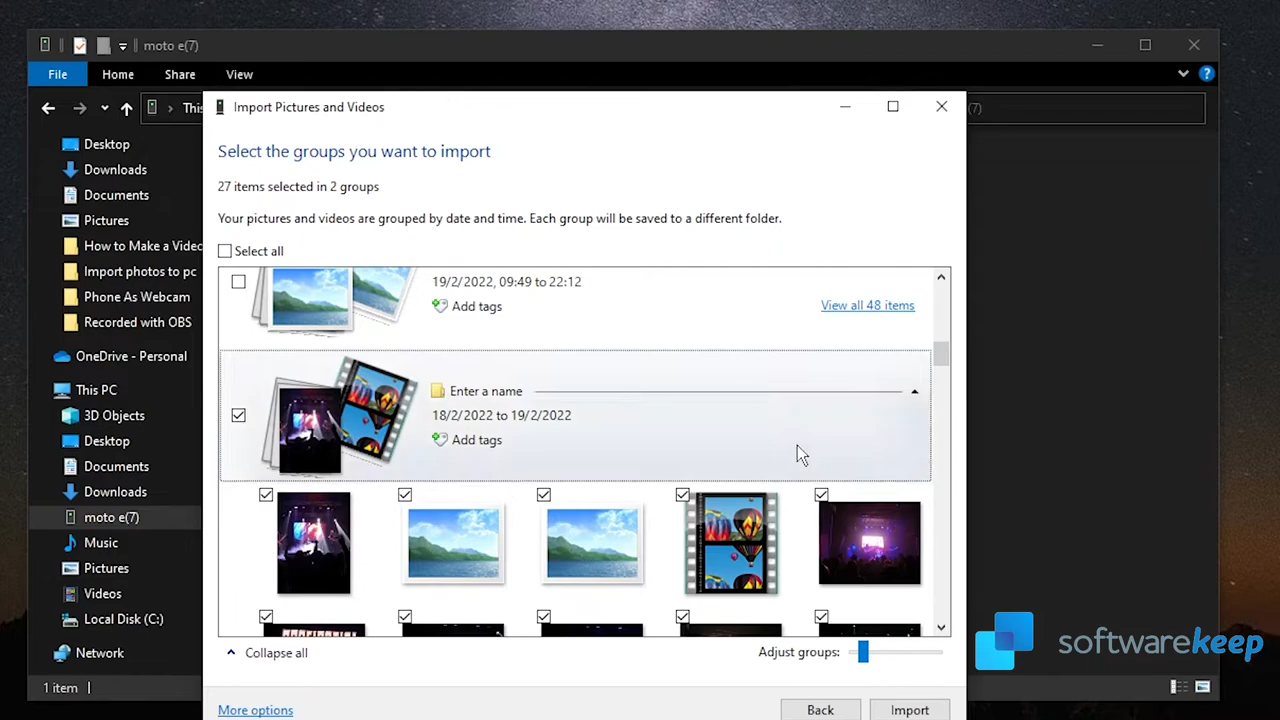 moto e(7)
File Home Share View
This (7)
Import Pictures and Videos
Select the groups you want to import
27 items selected in 2 groups
Your pictures and videos are grouped by date and time. Each group will be saved to a different folder.
Select all
19/2/2022, 09:49 to 22:12
Add tags
View all 48 items
Enter a name
18/2/2022 to 19/2/2022
Add tags
Collapse all
Adjust groups:
More options
Back
Import
Desktop
Downloads
Documents
Pictures
How to Make a Videc
Import photos to pc
Phone As Webcam
Recorded with OBS
OneDrive - Personal
This PC
3D Objects
Desktop
Documents
Downloads
moto e(7)
Music
Pictures
Videos
Local Disk (C:)
Network
1 item
softwarekeep